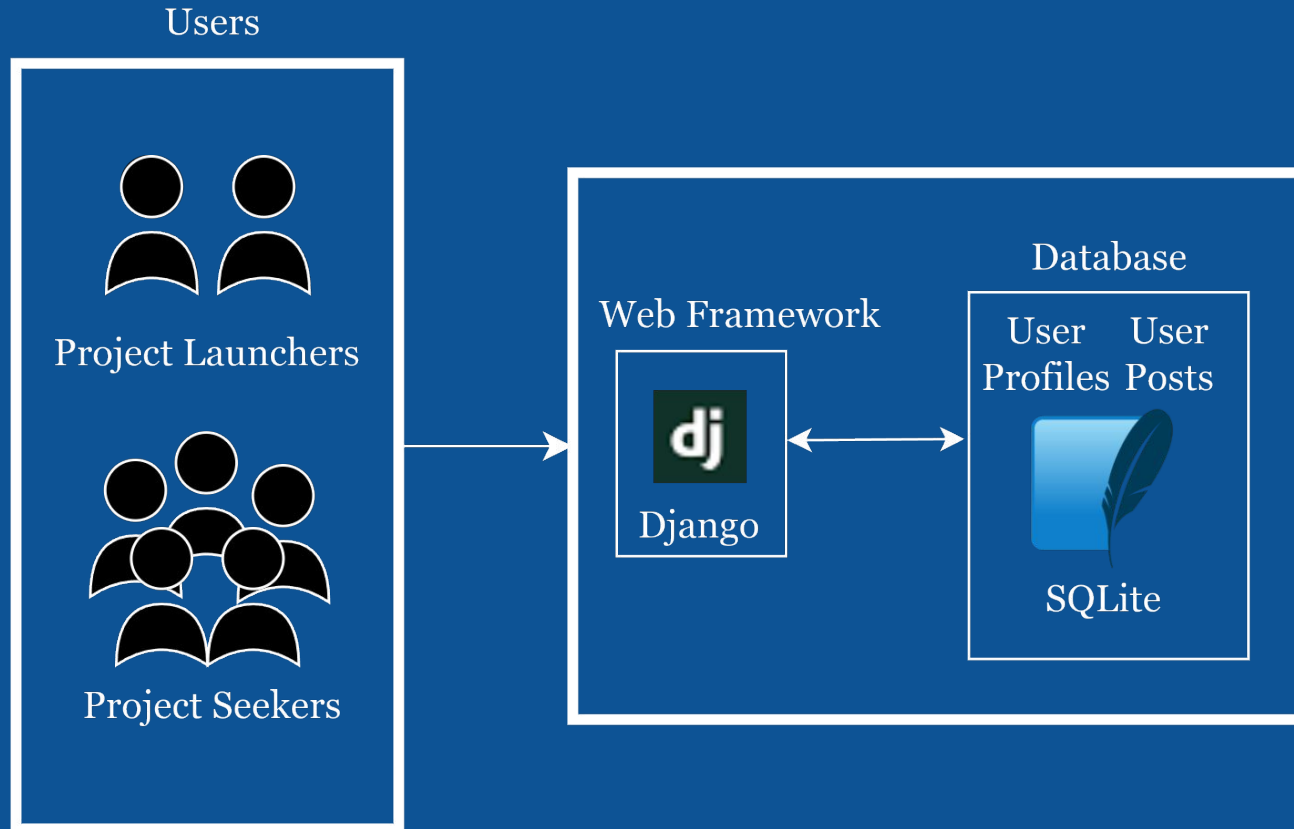 Users
Project Launchers
Project Seekers
Web Framework
dj
Django
Database
User User
Profiles Posts
SQLite